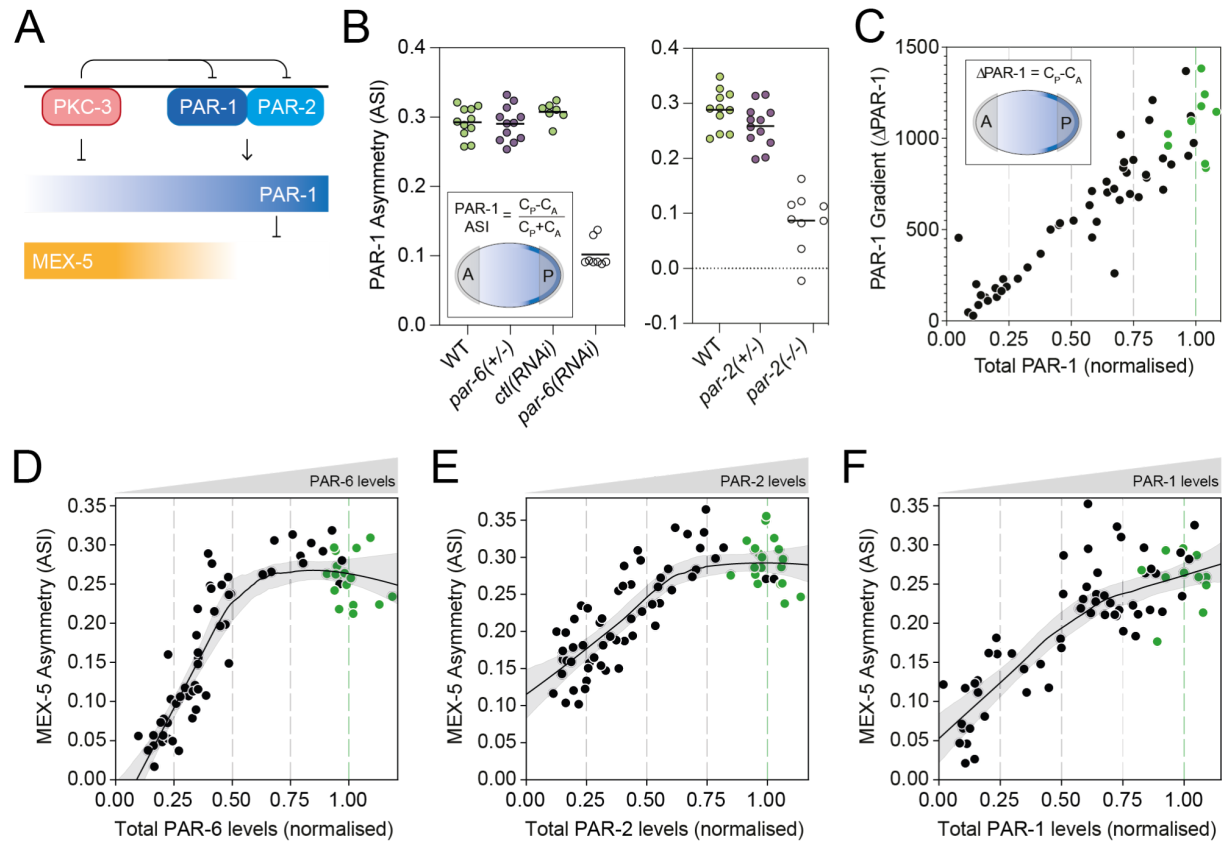 A
PKC-3
PAR-1
PAR-2
PAR-1
MEX-5
B
PAR-1 Asymmetry (ASI)
0.4
0.3
0.2
0.1
0.0
PAR-1
ASI
=
CP-CA
CP+CA
A
P
WT
par-6(+/-)
ctl(RNAi)
par-6(RNAi)
0.4
0.3
0.2
0.1
0.0
-0.1
WT
par-2(+/-)
par-2(-/-)
C
PAR-1 Gradient (ΔPAR-1)
1500
1000
500
0
ΔPAR-1 = CP-CA
A
P
0.00
0.25
0.50
0.75
1.00
Total PAR-1 (normalised)
D
PAR-6 levels
MEX-5 Asymmetry (ASI)
0.35
0.30
0.25
0.20
0.15
0.10
0.05
0.00
0.00
0.25
0.50
0.75
1.00
Total PAR-6 levels (normalised)
E
PAR-2 levels
MEX-5 Asymmetry (ASI)
0.35
0.30
0.25
0.20
0.15
0.10
0.05
0.00
0.00
0.25
0.50
0.75
1.00
Total PAR-2 levels (normalised)
F
PAR-1 levels
MEX-5 Asymmetry (ASI)
0.35
0.30
0.25
0.20
0.15
0.10
0.05
0.00
0.00
0.25
0.50
0.75
1.00
Total PAR-1 levels (normalised)